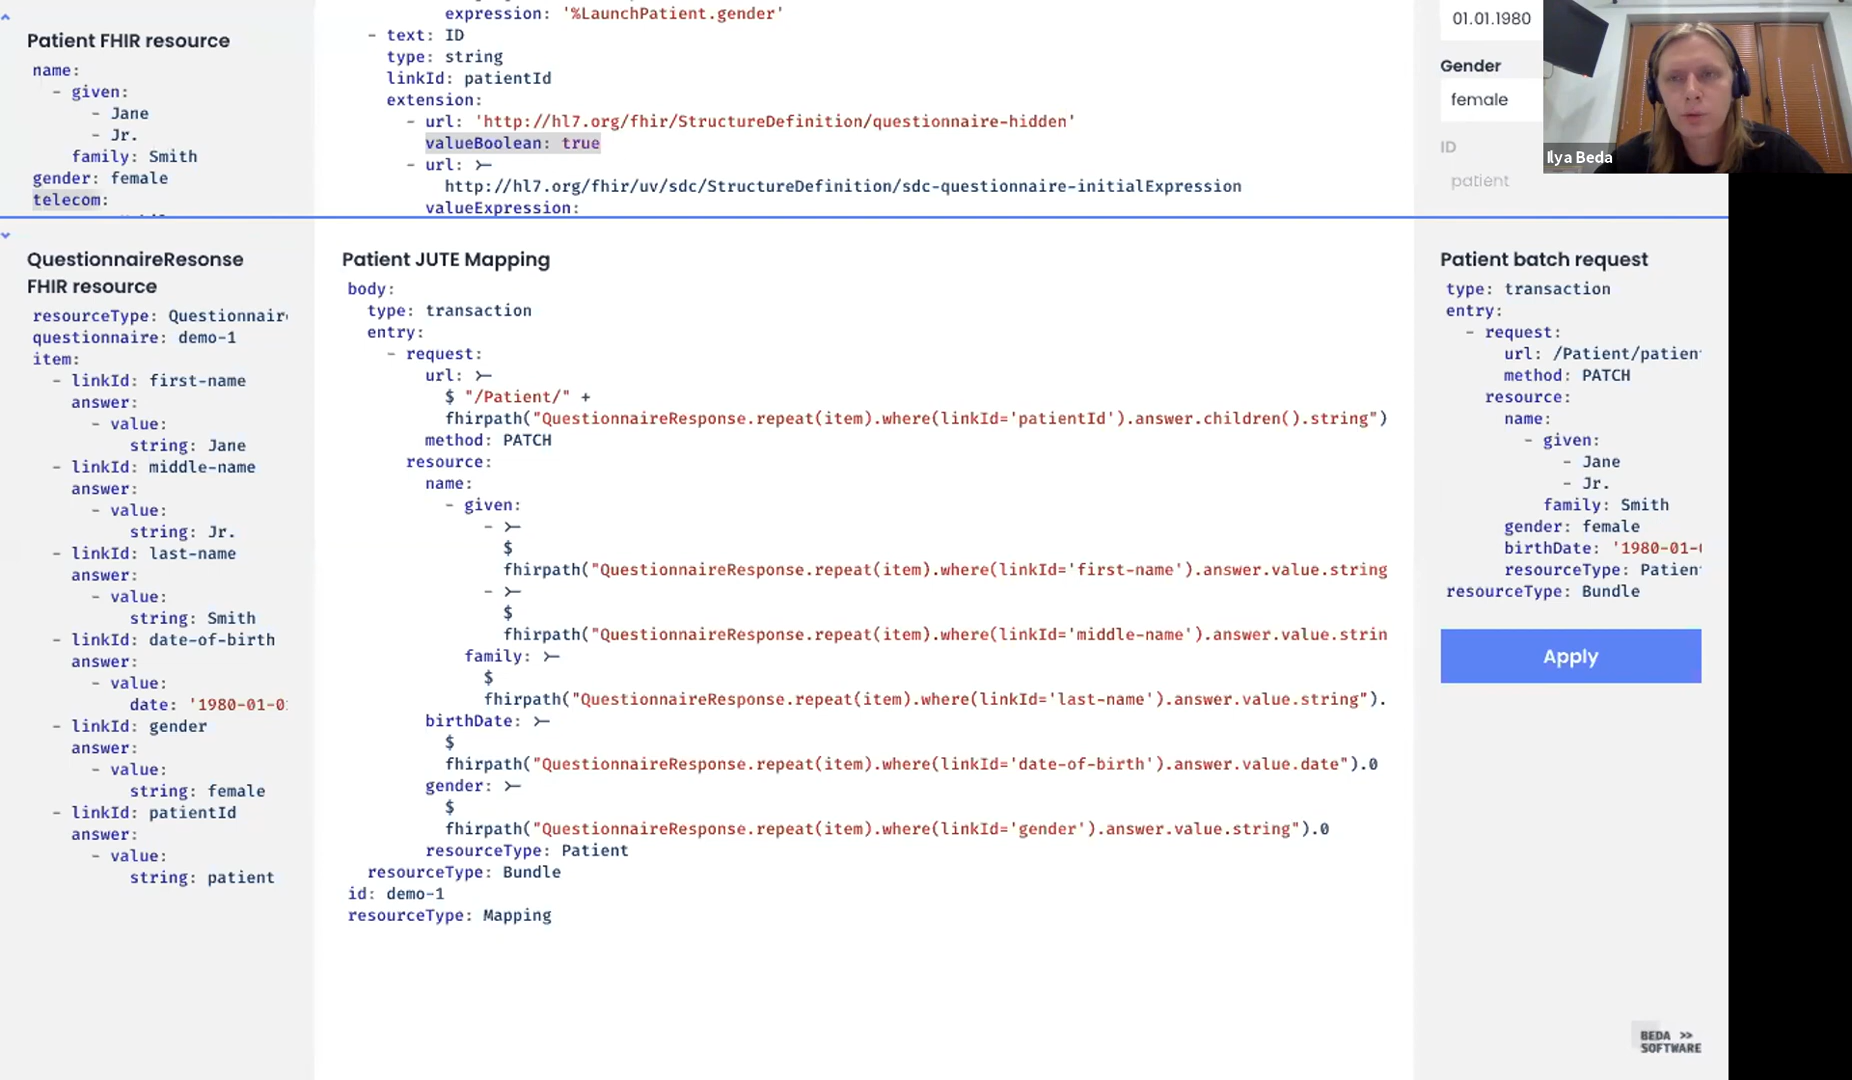 Patient FHIR resource
name:
- given:
- Jane
- Jr.
family: Smith
gender: female
telecom:
expression: '%LaunchPatient.gender'
- text: ID
type: string
linkId: patientId
extension:
- url: 'http://hl7.org/fhir/StructureDefinition/questionnaire-hidden'
valueBoolean: true
- url: >-
http://hl7.org/fhir/uv/sdc/StructureDefinition/sdc-questionnaire-initialExpression
valueExpression:
01.01.1980
Gender
female
ID
patient
Ilya Beda
QuestionnaireResonse
FHIR resource
resourceType: Questionnair
questionnaire: demo-1
item:
- linkId: first-name
answer:
- value:
string: Jane
- linkId: middle-name
answer:
- value:
string: Jr.
- linkId: last-name
answer:
- value:
string: Smith
- linkId: date-of-birth
answer:
- value:
date: '1980-01-0
- linkId: gender
answer:
- value:
string: female
- linkId: patientId
answer:
- value:
string: patient
Patient JUTE Mapping
body:
type: transaction
entry:
- request:
url: >-
$ "/Patient/" +
fhirpath("QuestionnaireResponse.repeat(item).where(linkId='patientId').answer.children().string")
method: PATCH
resource:
name:
- given:
- >-
$
fhirpath("QuestionnaireResponse.repeat(item).where(linkId='first-name').answer.value.string
- >-
$
fhirpath("QuestionnaireResponse.repeat(item).where(linkId='middle-name').answer.value.strin
family: >-
$
fhirpath("QuestionnaireResponse.repeat(item).where(linkId='last-name').answer.value.string").
birthDate: >-
$
fhirpath("QuestionnaireResponse.repeat(item).where(linkId='date-of-birth').answer.value.date").0
gender: >-
$
fhirpath("QuestionnaireResponse.repeat(item).where(linkId='gender').answer.value.string").0
resourceType: Patient
resourceType: Bundle
id: demo-1
resourceType: Mapping
Patient batch request
type: transaction
entry:
- request:
url: /Patient/patien
method: PATCH
resource:
name:
- given:
- Jane
- Jr.
family: Smith
gender: female
birthDate: '1980-01-
resourceType: Patien
resourceType: Bundle
Apply
BEDA >>
SOFTWARE